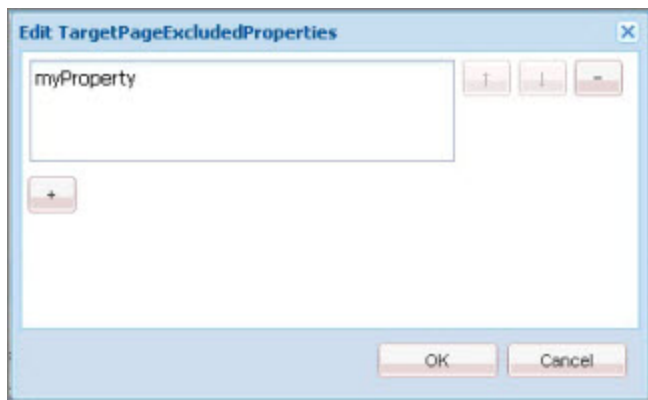 Edit TargetPageExcludedProperties
myProperty
↑ ↓ -
+
OK Cancel